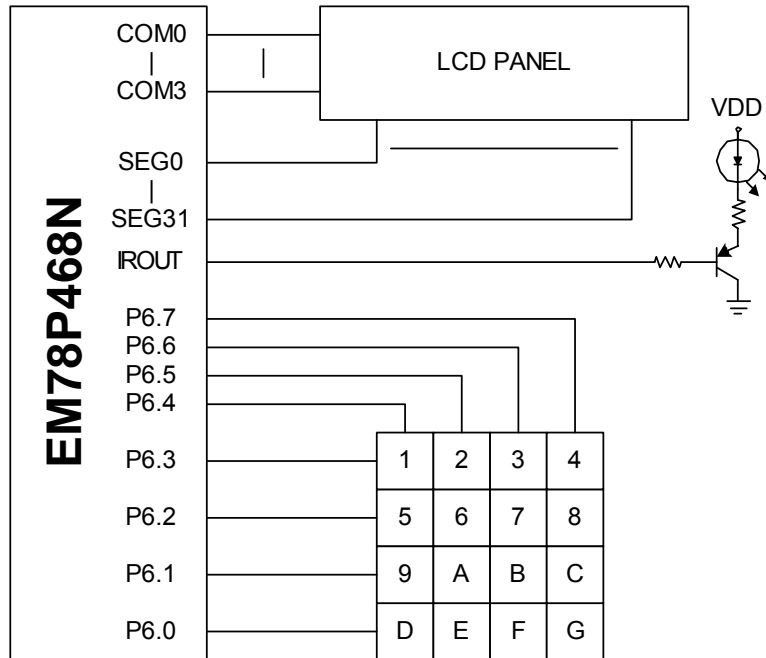 COM0
COM3
LCD PANEL
VDD
SEG0
SEG31
IROUT
EM78P468N
P6.7
P6.6
P6.5
P6.4
P6.3
1 2 3 4
P6.2
5 6 7 8
P6.1
9 A B C
P6.0
D E F G